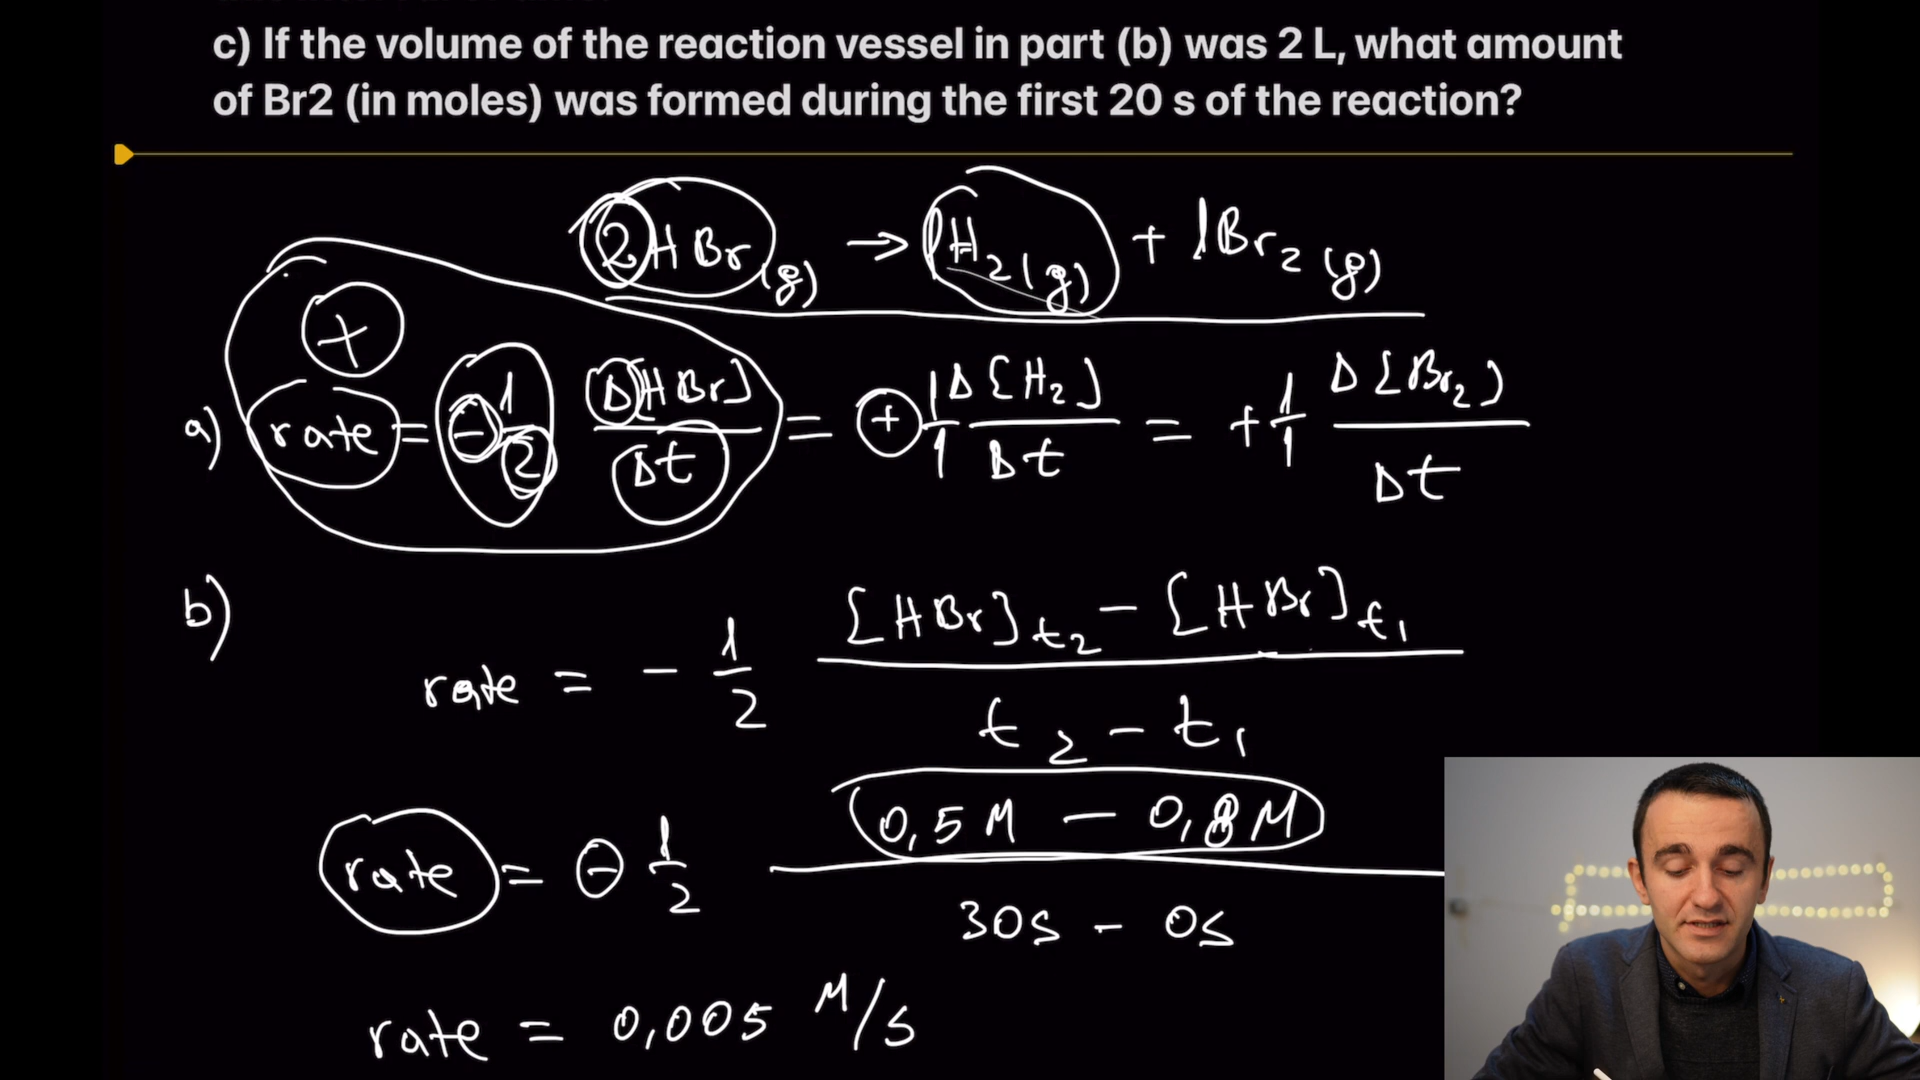 c) If the volume of the reaction vessel in part (b) was 2 L, what amount
of Br2 (in moles) was formed during the first 20 s of the reaction?
2HBr(g) → 1H2(g) + 1Br2(g)
+
a) rate = - 1/2 Δ[HBr]/Δt = + 1/1 Δ[H2]/Δt = + 1/1 Δ[Br2]/Δt
b)
rate = - 1/2 [HBr]t2 - [HBr]t1 / t2 - t1
rate = - 1/2 0,5 M - 0,8 M / 30s - 0s
rate = 0,005 M/s